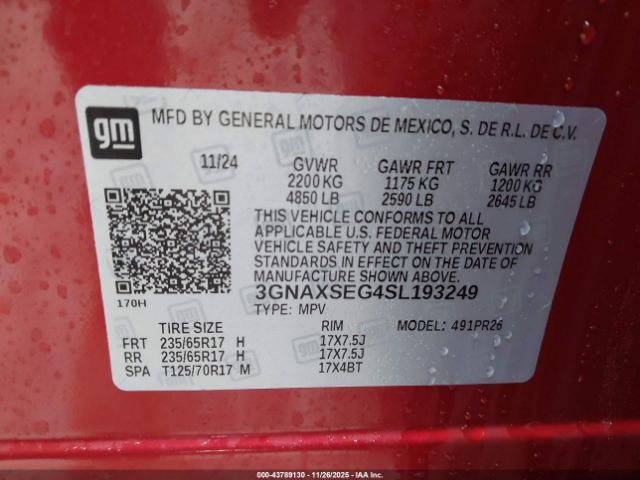 gm
MFD BY GENERAL MOTORS DE MEXICO, S. DE R.L. DE C.V.
11/24 GVWR GAWR FRT GAWR RR
2200 KG 1175 KG 1200 KG
4850 LB 2590 LB 2645 LB
THIS VEHICLE CONFORMS TO ALL
APPLICABLE U.S. FEDERAL MOTOR
VEHICLE SAFETY AND THEFT PREVENTION
STANDARDS IN EFFECT ON THE DATE OF
MANUFACTURE SHOWN ABOVE.
170H
3GNAXSEG4SL193249
TYPE: MPV MODEL: 491PR26
TIRE SIZE RIM
FRT 235/65R17 H 17X7.5J
RR 235/65R17 H 17X7.5J
SPA T125/70R17 M 17X4BT
000-43789130 - 11/26/2025 - IAA Inc.